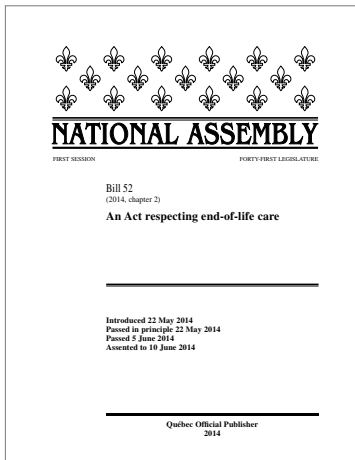 NATIONAL ASSEMBLY
FIRST SESSION FORTY-FIRST LEGISLATURE
Bill 52
(2014, chapter 2)
An Act respecting end-of-life care
Introduced 22 May 2014
Passed in principle 22 May 2014
Passed 5 June 2014
Assented to 10 June 2014
Québec Official Publisher
2014